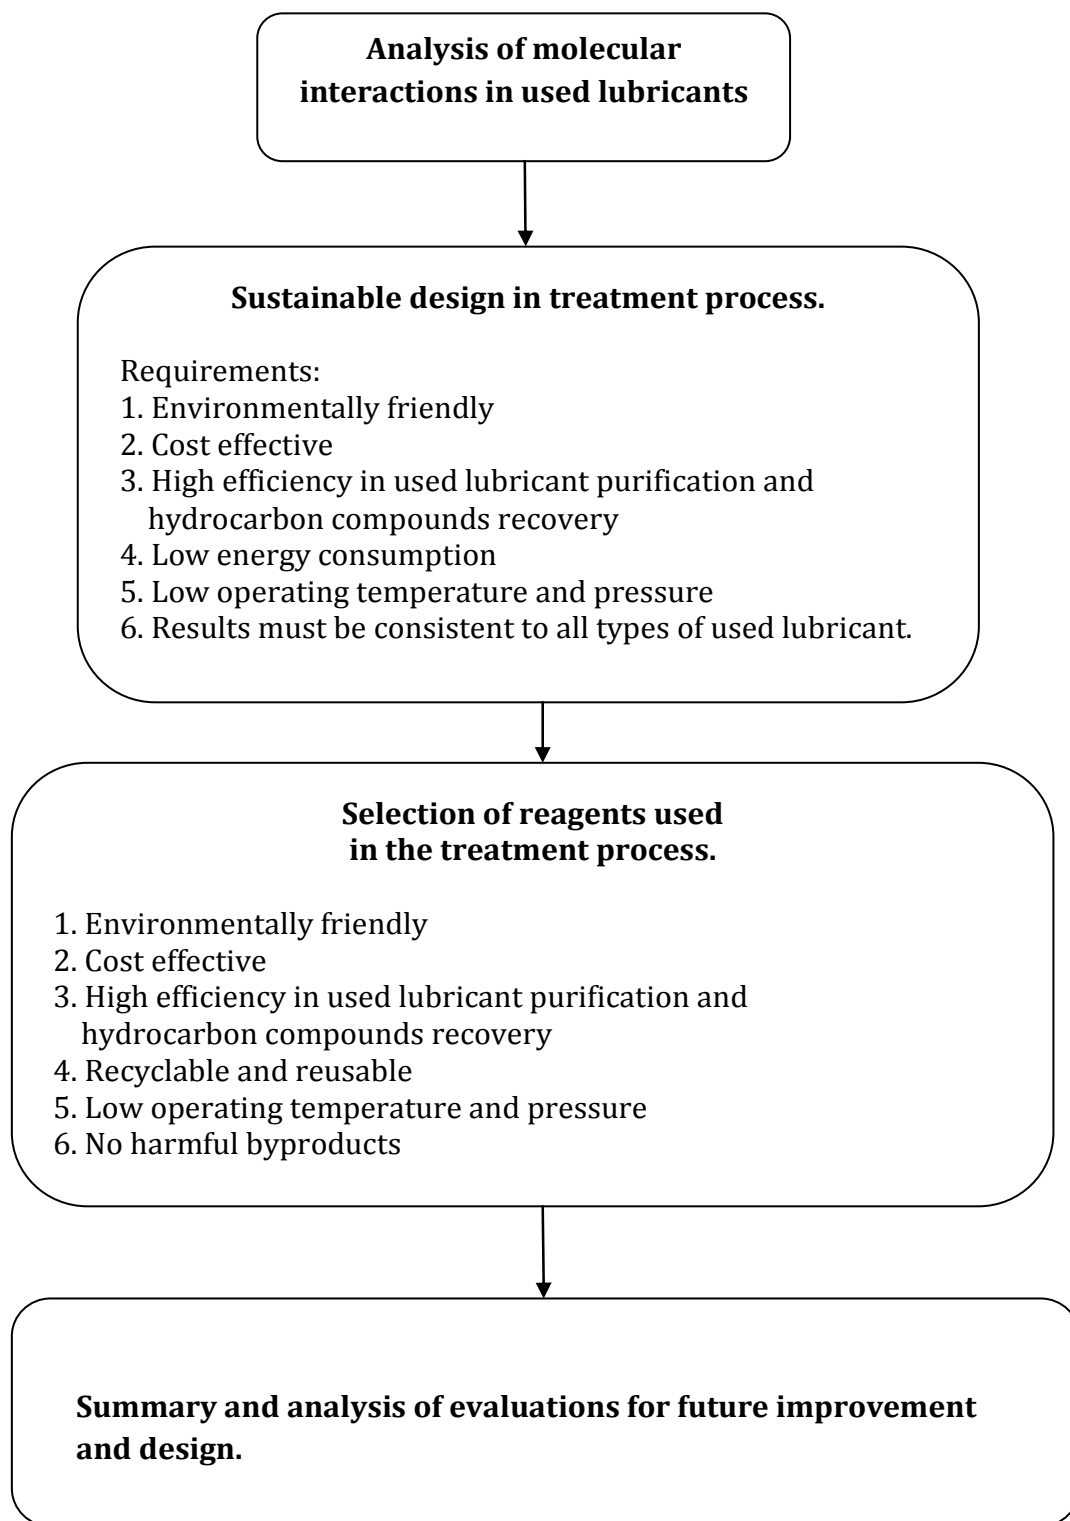 Analysis of molecular
interactions in used lubricants
Sustainable design in treatment process.
Requirements:
1. Environmentally friendly
2. Cost effective
3. High efficiency in used lubricant purification and
hydrocarbon compounds recovery
4. Low energy consumption
5. Low operating temperature and pressure
6. Results must be consistent to all types of used lubricant.
Selection of reagents used
in the treatment process.
1. Environmentally friendly
2. Cost effective
3. High efficiency in used lubricant purification and
hydrocarbon compounds recovery
4. Recyclable and reusable
5. Low operating temperature and pressure
6. No harmful byproducts
Summary and analysis of evaluations for future improvement
and design.